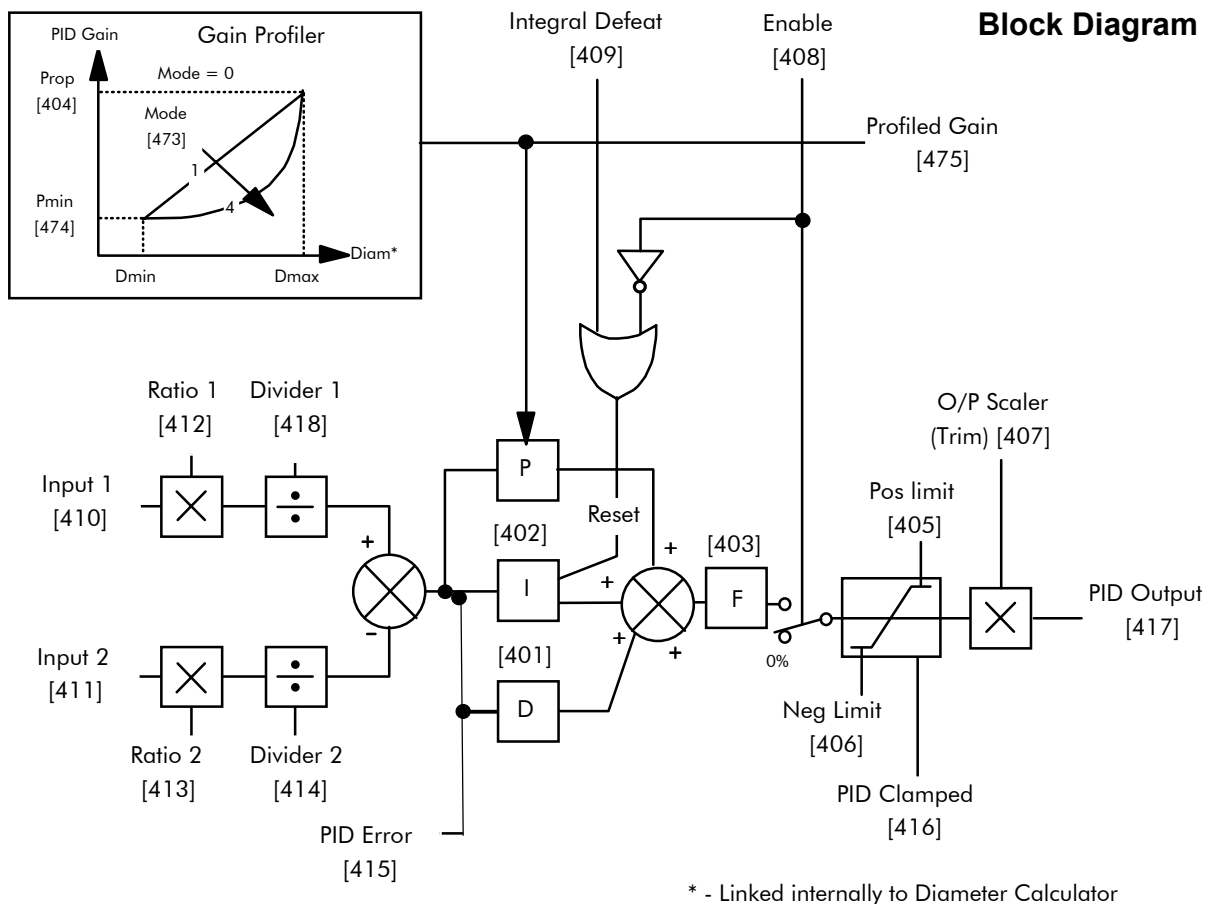 Block Diagram
PID Gain
Gain Profiler
Prop
[404]
Mode = 0
Mode
[473]
1
4
Pmin
[474]
Diam*
Dmin
Dmax
Integral Defeat
[409]
Enable
[408]
Profiled Gain
[475]
Ratio 1
[412]
Divider 1
[418]
Input 1
[410]
+
-
Input 2
[411]
Ratio 2
[413]
Divider 2
[414]
PID Error
[415]
P
Reset
[402]
I
[401]
D
+
+
+
+
[403]
F
0%
O/P Scaler
(Trim) [407]
Pos limit
[405]
Neg Limit
[406]
PID Clamped
[416]
PID Output
[417]
* - Linked internally to Diameter Calculator